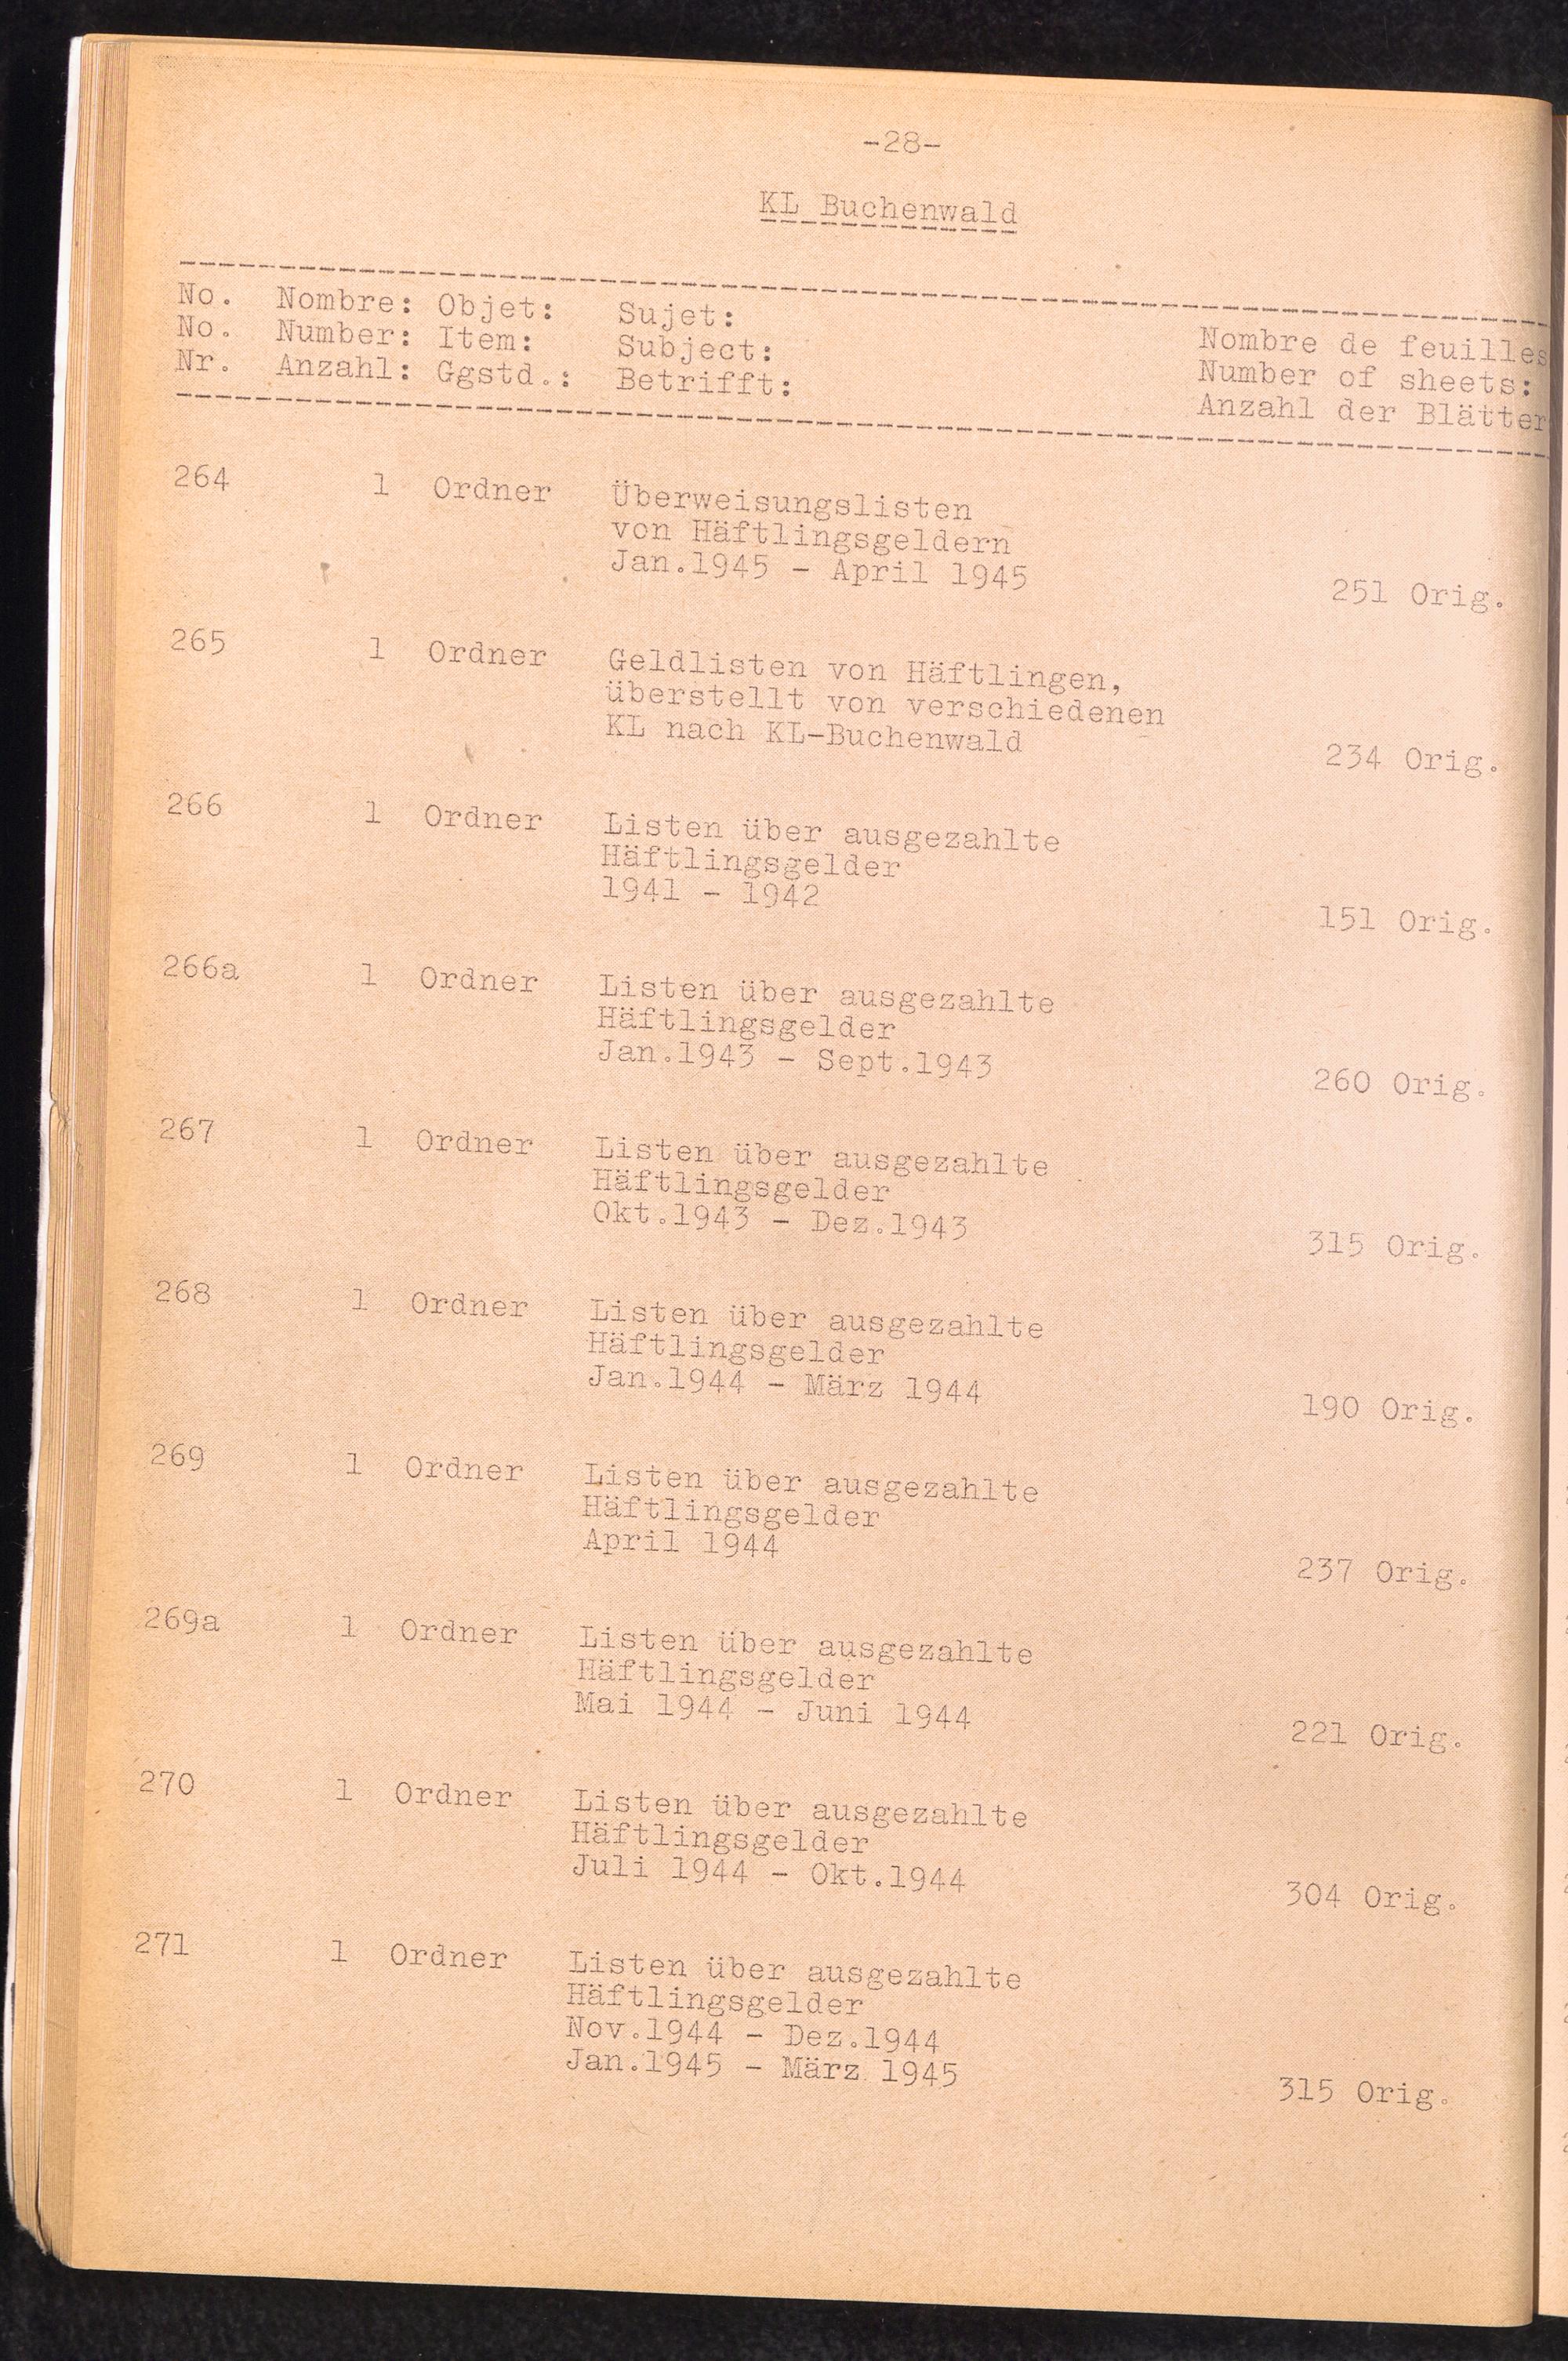 -28-
KL Buchenwald
No. Nombre: Objet: Sujet: Nombre de feuilles
No. Number: Item: Subject: Number of sheets:
Nr. Anzahl: Ggstd.: Betrifft: Anzahl der Blätter
264 1 Ordner Überweisungslisten
von Häftlingsgeldern
Jan.1945 - April 1945 251 Orig.
265 1 Ordner Geldlisten von Häftlingen,
überstellt von verschiedenen
KL nach KL-Buchenwald 234 Orig.
266 1 Ordner Listen über ausgezahlte
Häftlingsgelder
1941 - 1942 151 Orig.
266a 1 Ordner Listen über ausgezahlte
Häftlingsgelder
Jan.1943 - Sept.1943 260 Orig.
267 1 Ordner Listen über ausgezahlte
Häftlingsgelder
Okt.1943 - Dez.1943 315 Orig.
268 1 Ordner Listen über ausgezahlte
Häftlingsgelder
Jan.1944 - März 1944 190 Orig.
269 1 Ordner Listen über ausgezahlte
Häftlingsgelder
April 1944 237 Orig.
269a 1 Ordner Listen über ausgezahlte
Häftlingsgelder
Mai 1944 - Juni 1944 221 Orig.
270 1 Ordner Listen über ausgezahlte
Häftlingsgelder
Juli 1944 - Okt.1944 304 Orig.
271 1 Ordner Listen über ausgezahlte
Häftlingsgelder
Nov.1944 - Dez.1944
Jan.1945 - März 1945 315 Orig.